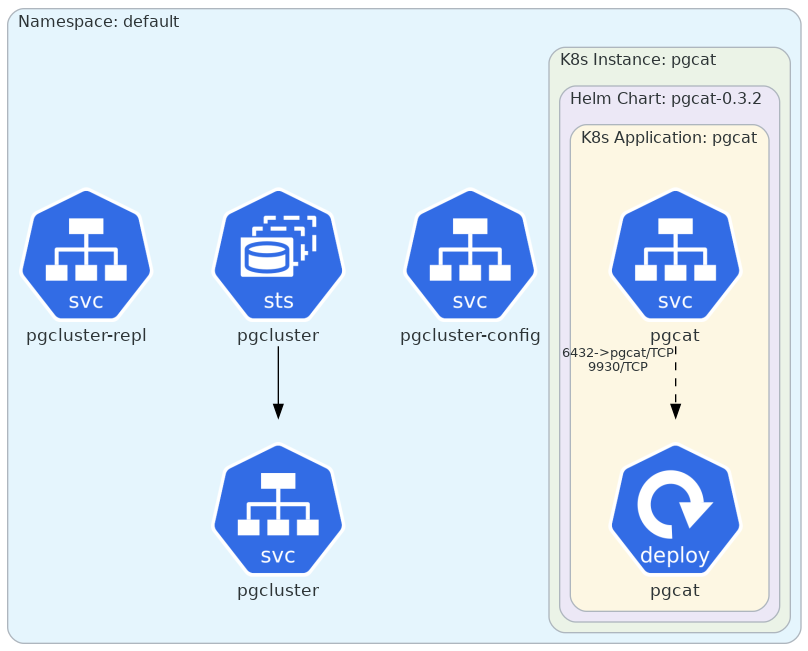 Namespace: default
K8s Instance: pgcat
Helm Chart: pgcat-0.3.2
K8s Application: pgcat
svc
pgcluster-repl
sts
pgcluster
svc
pgcluster-config
svc
pgcat
6432->pgcat/TCP
9930/TCP
svc
pgcluster
deploy
pgcat